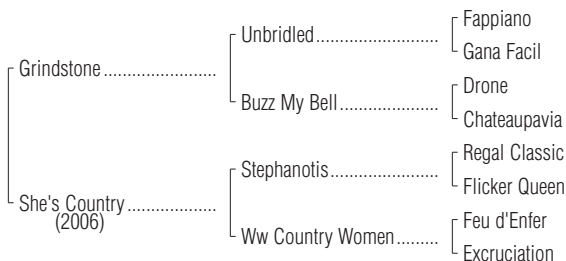 Fappiano
Unbridled
Gana Facil
Grindstone
Drone
Buzz My Bell
Chateaupavia
Regal Classic
Stephanotis
Flicker Queen
She's Country
(2006)
Feu d'Enfer
Ww Country Women
Excruciation